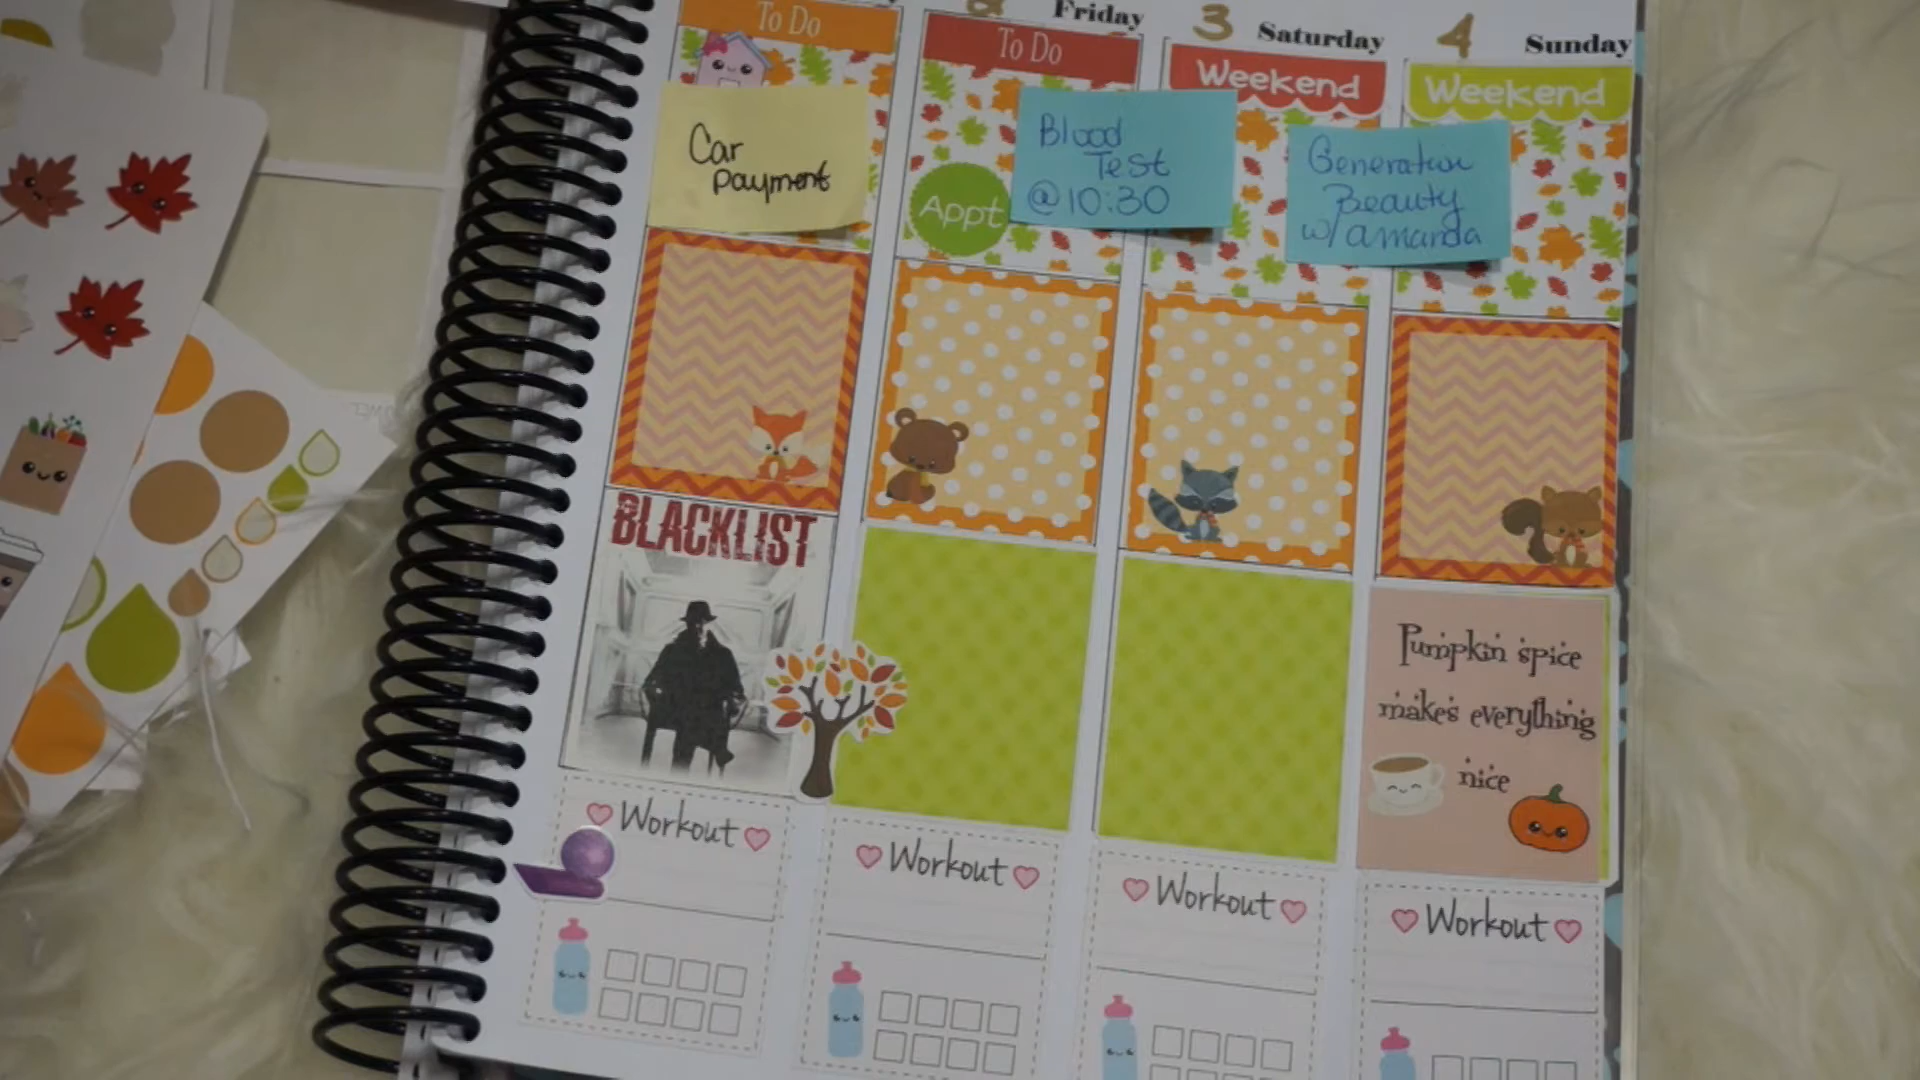 Friday
3 Saturday
4 Sunday
To Do
To Do
Weekend
Weekend
Car
payment
Appt
Blood
Test
@ 10:30
Generation
Beauty
w/ amanda
BLACKLIST
Pumpkin spice
makes everything
nice
Workout
Workout
Workout
Workout